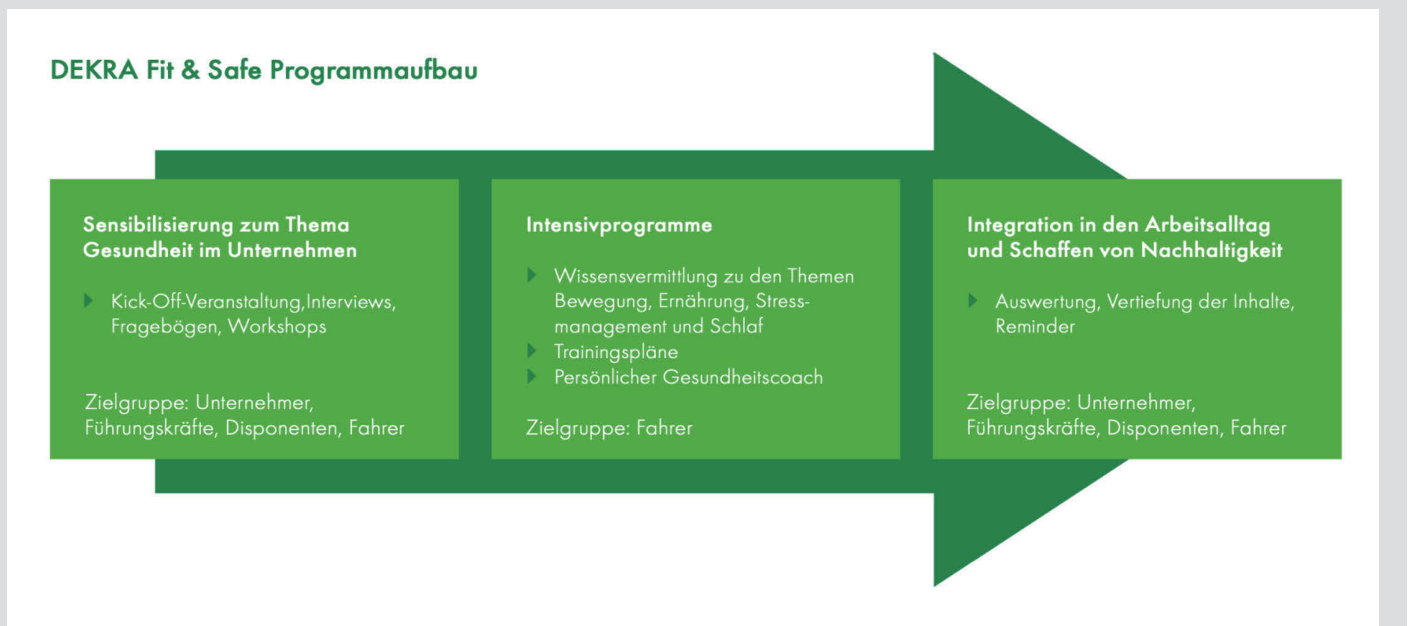 DEKRA Fit & Safe Programmaufbau
Sensibilisierung zum Thema
Gesundheit im Unternehmen
Kick-Off-Veranstaltung,Interviews,
Fragebögen, Workshops
Zielgruppe: Unternehmer,
Führungskräfte, Disponenten, Fahrer
Intensivprogramme
Wissensvermittlung zu den Themen
Bewegung, Ernährung, Stress-
management und Schlaf
Trainingspläne
Persönlicher Gesundheitscoach
Zielgruppe: Fahrer
Integration in den Arbeitsalltag
und Schaffen von Nachhaltigkeit
Auswertung, Vertiefung der Inhalte,
Reminder
Zielgruppe: Unternehmer,
Führungskräfte, Disponenten, Fahrer